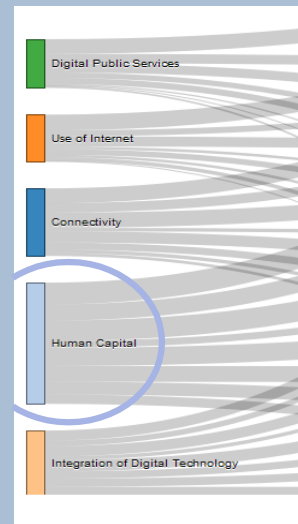 Digital Public Services
Use of Internet
Connectivity
Human Capital
Integration of Digital Technology